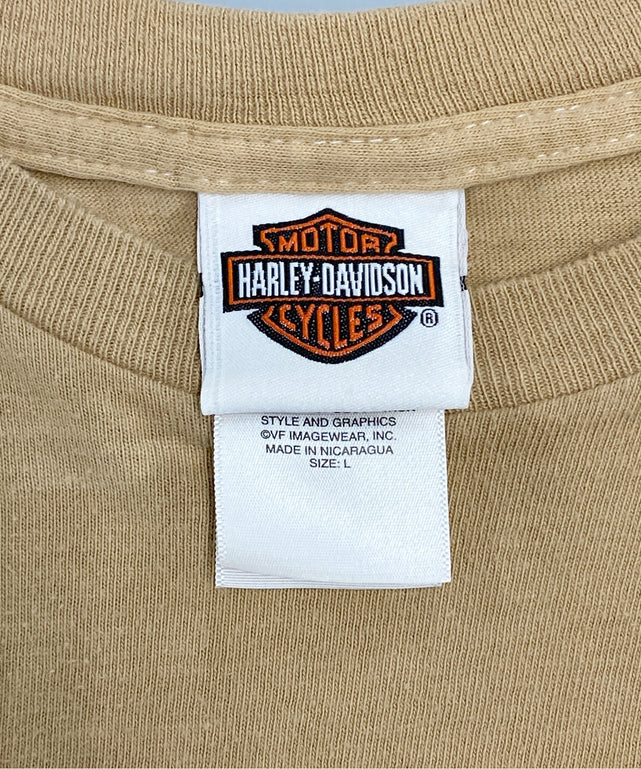 MOTOR
HARLEY-DAVIDSON
CYCLES
®
STYLE AND GRAPHICS
©VF IMAGEWEAR, INC.
MADE IN NICARAGUA
SIZE: L